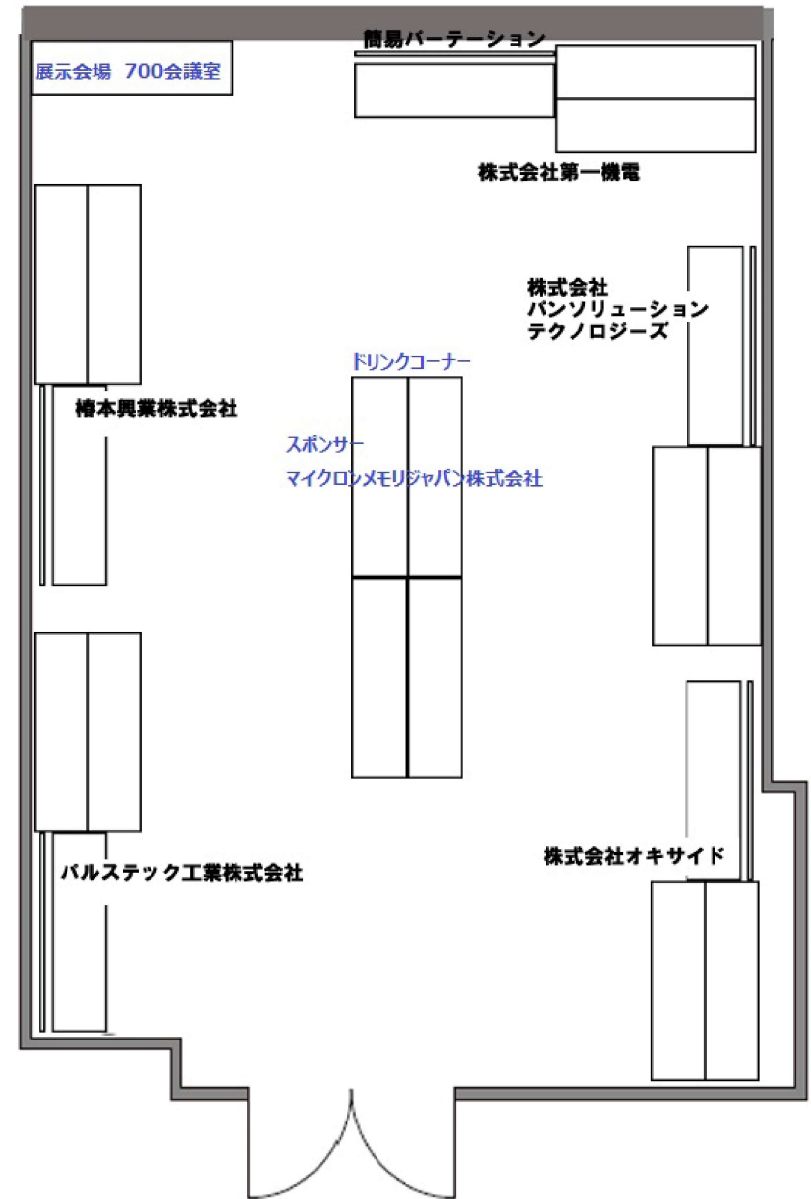 簡易パーテーション
展示会場 700会議室
株式会社第一機電
株式会社
パンソリューション
テクノロジーズ
ドリンクコーナー
椿本興業株式会社
スポンサー
マイクロンメモリジャパン株式会社
株式会社オキサイド
パルステック工業株式会社